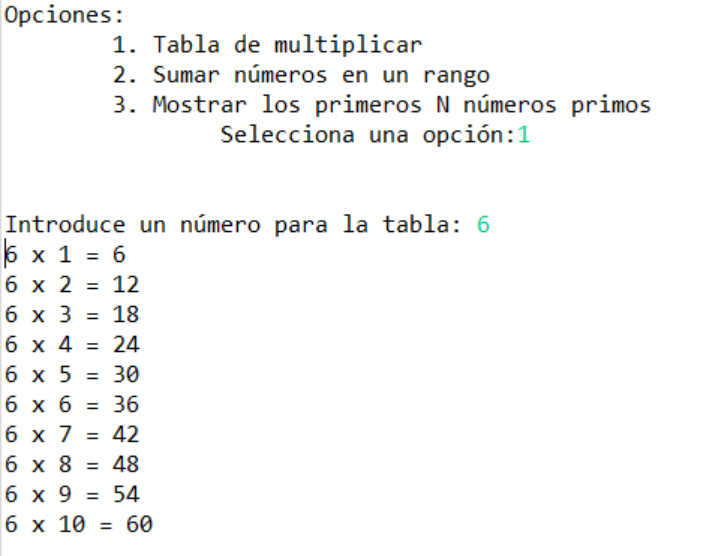 Opciones:
1. Tabla de multiplicar
2. Sumar números en un rango
3. Mostrar los primeros N números primos
Selecciona una opción:1
Introduce un número para la tabla: 6
6 x 1 = 6
6 x 2 = 12
6 x 3 = 18
6 x 4 = 24
6 x 5 = 30
6 x 6 = 36
6 x 7 = 42
6 x 8 = 48
6 x 9 = 54
6 x 10 = 60